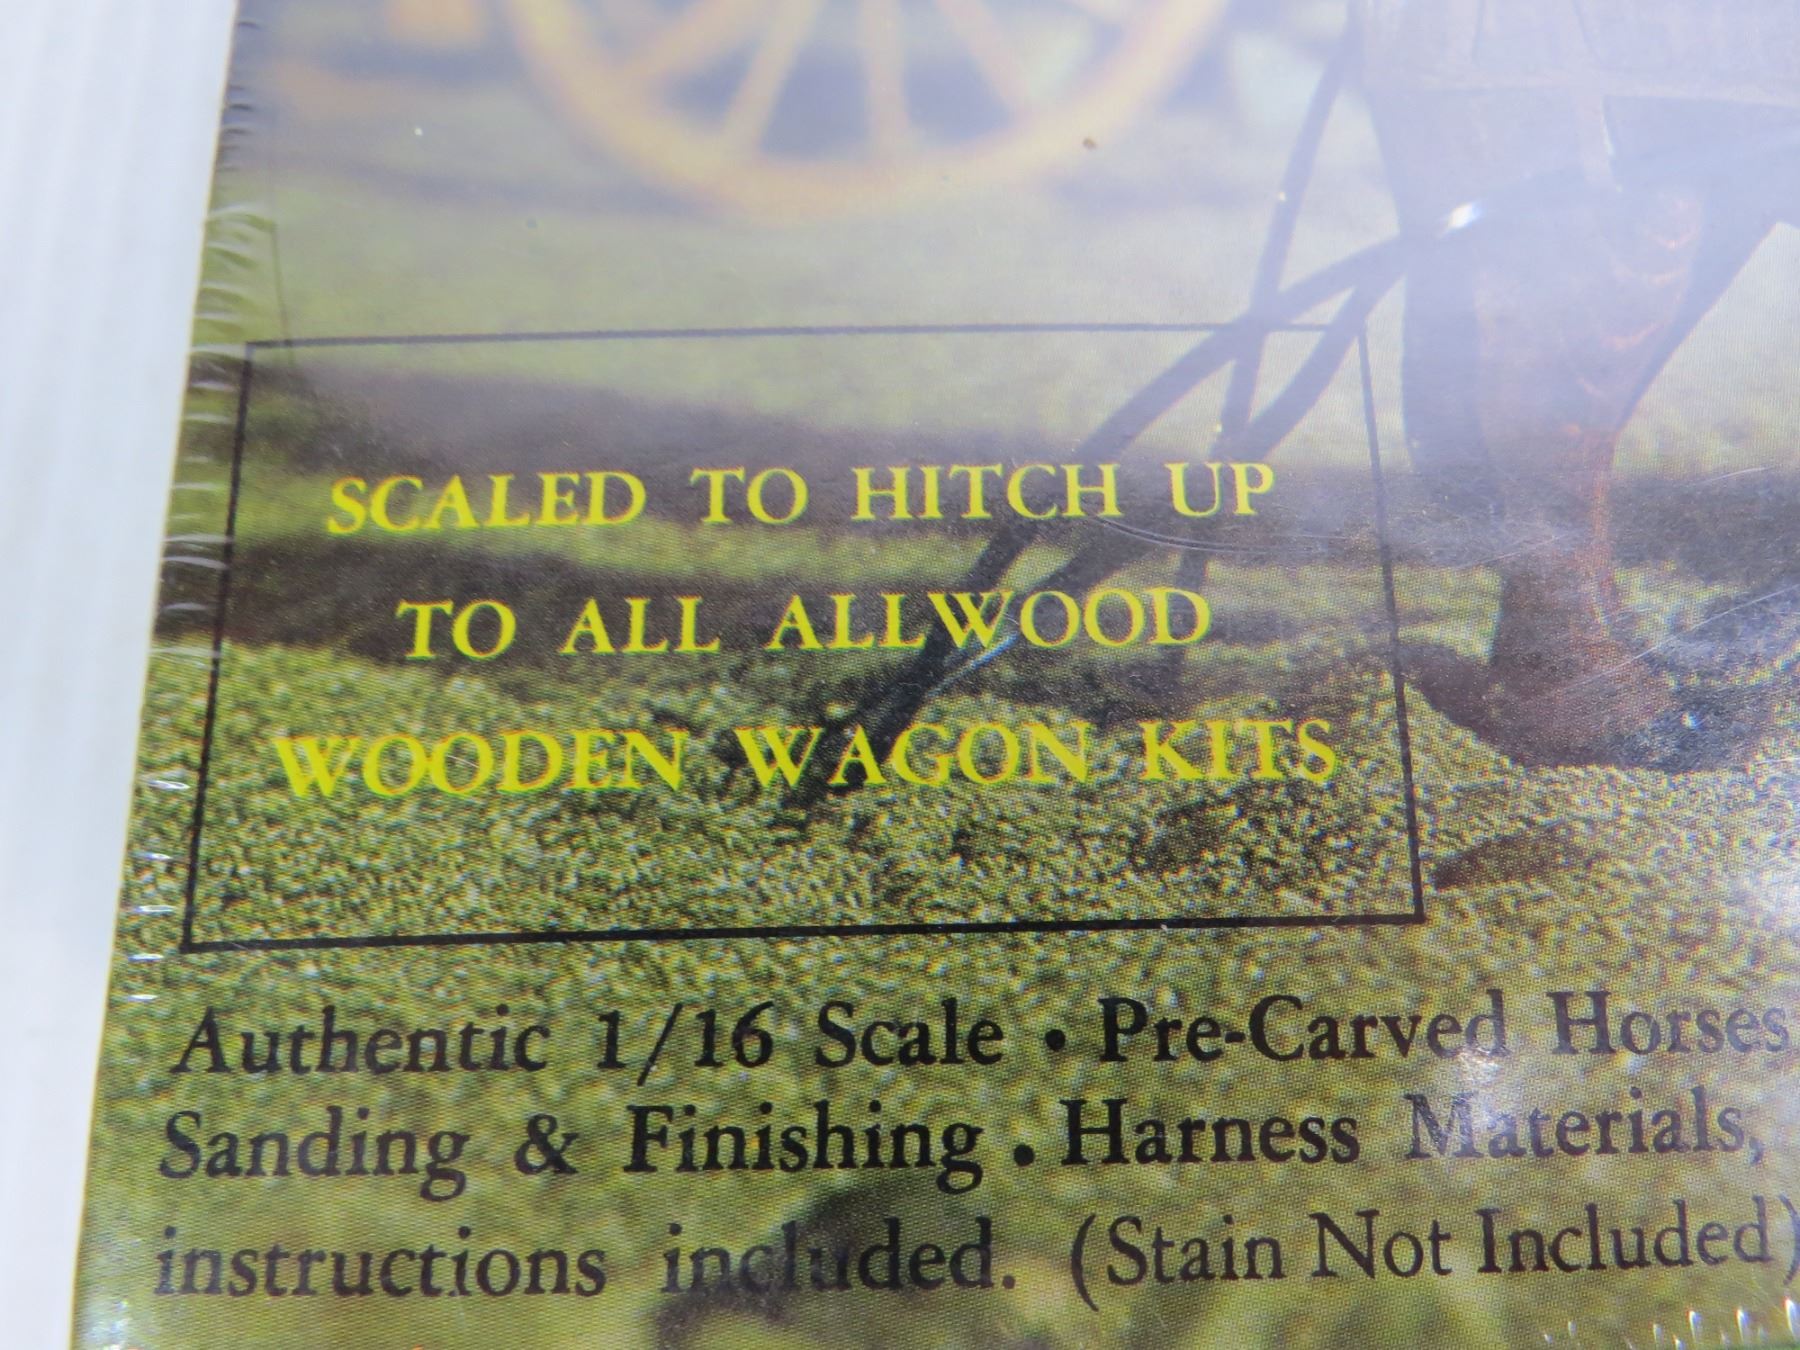 SCALED TO HITCH UP
TO ALL ALLWOOD
WOODEN WAGON KITS
Authentic 1/16 Scale • Pre-Carved Horses
Sanding & Finishing • Harness Materials,
instructions included. (Stain Not Included)